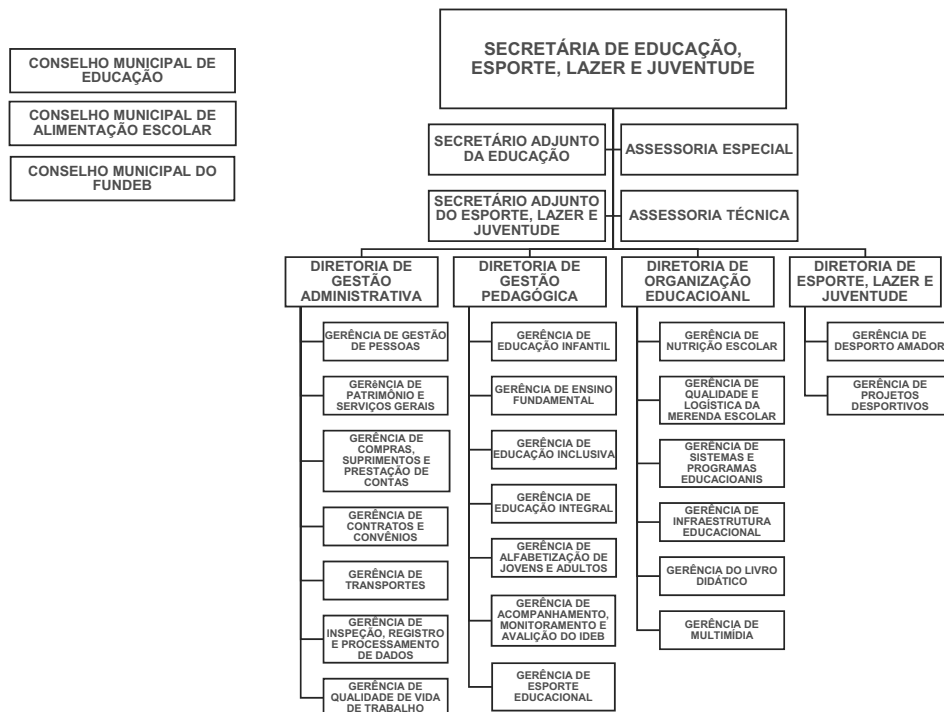 SECRETÁRIA DE EDUCAÇÃO,
ESPORTE, LAZER E JUVENTUDE
CONSELHO MUNICIPAL DE
EDUCAÇÃO
CONSELHO MUNICIPAL DE
ALIMENTAÇÃO ESCOLAR
CONSELHO MUNICIPAL DO
FUNDEB
SECRETÁRIO ADJUNTO
DA EDUCAÇÃO
ASSESSORIA ESPECIAL
SECRETÁRIO ADJUNTO
DO ESPORTE, LAZER E
JUVENTUDE
ASSESSORIA TÉCNICA
DIRETORIA DE
GESTÃO
ADMINISTRATIVA
GERÊNCIA DE GESTÃO
DE PESSOAS
GERêNCIA DE
PATRIMÔNIO E
SERVIÇOS GERAIS
GERÊNCIA DE
COMPRAS,
SUPRIMENTOS E
PRESTAÇÃO DE
CONTAS
GERÊNCIA DE
CONTRATOS E
CONVÊNIOS
GERÊNCIA DE
TRANSPORTES
GERÊNCIA DE
INSPEÇÃO, REGISTRO
E PROCESSAMENTO
DE DADOS
GERÊNCIA DE
QUALIDADE DE VIDA
DE TRABALHO
DIRETORIA DE
GESTÃO
PEDAGÓGICA
GERÊNCIA DE
EDUCAÇÃO INFANTIL
GERÊNCIA DE ENSINO
FUNDAMENTAL
GERÊNCIA DE
EDUCAÇÃO INCLUSIVA
GERÊNCIA DE
EDUCAÇÃO INTEGRAL
GERÊNCIA DE
ALFABETIZAÇÃO DE
JOVENS E ADULTOS
GERÊNCIA DE
ACOMPANHAMENTO,
MONITORAMENTO E
AVALIÇÃO DO IDEB
GERÊNCIA DE
ESPORTE
EDUCACIONAL
DIRETORIA DE
ORGANIZAÇÃO
EDUCACIOANL
GERÊNCIA DE
NUTRIÇÃO ESCOLAR
GERÊNCIA DE
QUALIDADE E
LOGÍSTICA DA
MERENDA ESCOLAR
GERÊNCIA DE
SISTEMAS E
PROGRAMAS
EDUCACIOANIS
GERÊNCIA DE
INFRAESTRUTURA
EDUCACIONAL
GERÊNCIA DO LIVRO
DIDÁTICO
GERÊNCIA DE
MULTIMÍDIA
DIRETORIA DE
ESPORTE, LAZER E
JUVENTUDE
GERÊNCIA DE
DESPORTO AMADOR
GERÊNCIA DE
PROJETOS
DESPORTIVOS